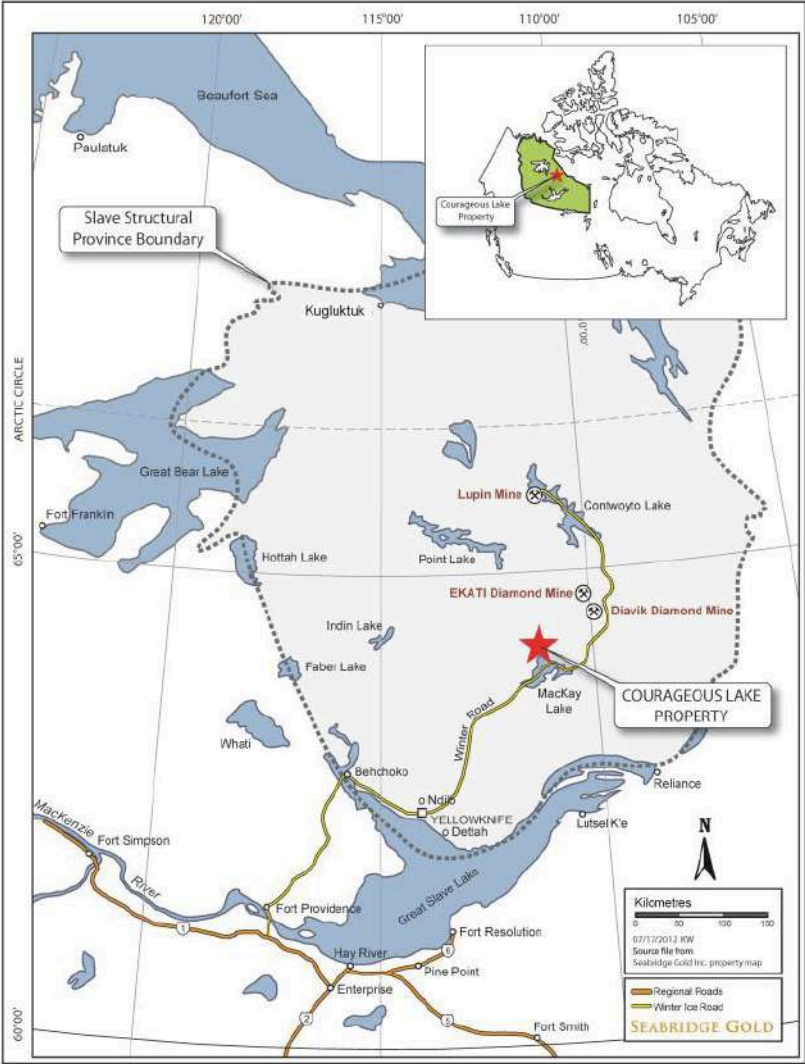 120°00'
115°00'
110°00'
105°00'
Beaufort Sea
Paulatuk
Courageous Lake
Property
Slave Structural
Province Boundary
Kugluktuk
ARCTIC CIRCLE
Great Bear Lake
Lupin Mine
Contwoyto Lake
Fort Franklin
65°00'
Hottah Lake
Point Lake
EKATI Diamond Mine
Diavik Diamond Mine
Indin Lake
Faber Lake
COURAGEOUS LAKE
PROPERTY
MacKay
Lake
Winter Road
Whati
Behchoko
Reliance
Ndilo
YELLOWKNIFE
Detlah
Lutsel K'e
MacKenzie
River
Fort Simpson
N
Great Slave Lake
Fort Providence
1
Fort Resolution
6
Hay River
Pine Point
Enterprise
2
5
Fort Smith
60°00'
Kilometres
0 50 100 150
07/17/2012 KW
Source file from
Seabridge Gold Inc. property map
Regional Roads
Winter Ice Road
SEABRIDGE GOLD